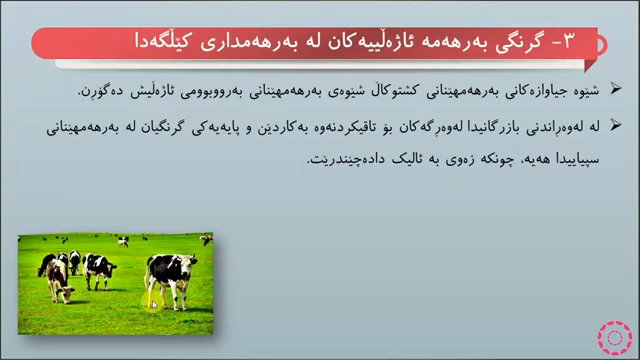 ٣- گرنگی بەرهەمە ئاژەڵییەکان لە بەرهەمداری کێڵگەدا
شێوە جیاوازەکانی بەرهەمهێنانی کشتوکاڵ شێوەی بەرهەمهێنانی بەرووبوومی ئاژەڵیش دەگۆڕن.
لە لەوەڕاندنی بازرگانیدا لەوەڕگەکان بۆ تاقیکردنەوە بەکاردێن و پایەیەکی گرنگیان لە بەرهەمهێنانی
سپیاییدا هەیە، چونکە زەوی بە ئالیک دادەچێندرێت.